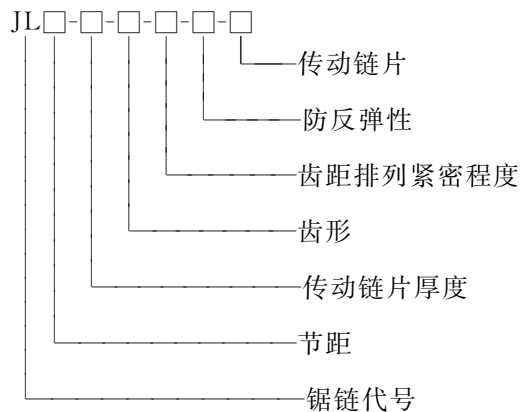 JL□-□-□-□-□-□
传动链片
防反弹性
齿距排列紧密程度
齿形
传动链片厚度
节距
锯链代号